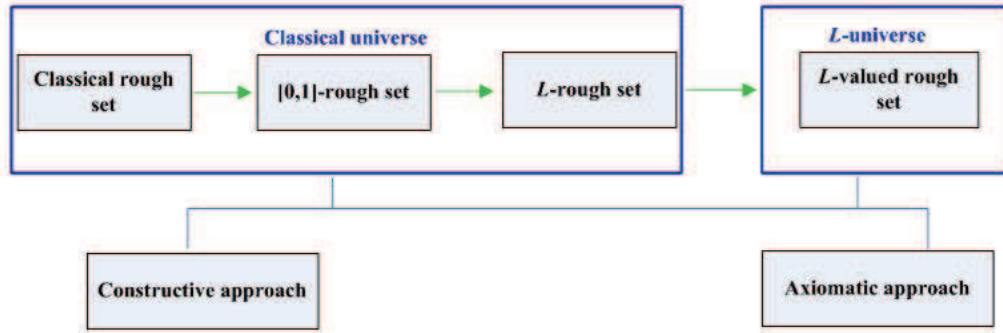 Classical universe
Classical rough
set
[0,1]-rough set
L-rough set
L-universe
L-valued rough
set
Constructive approach
Axiomatic approach